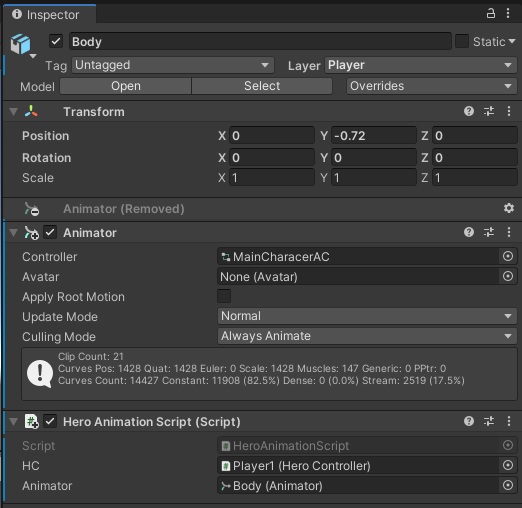 Inspector
Body Static
Tag Untagged Layer Player
Model Open Select Overrides
Transform
Position X 0 Y -0.72 Z 0
Rotation X 0 Y 0 Z 0
Scale X 1 Y 1 Z 1
Animator (Removed)
Animator
Controller MainCharacerAC
Avatar None (Avatar)
Apply Root Motion
Update Mode Normal
Culling Mode Always Animate
Clip Count: 21
Curves Pos: 1428 Quat: 1428 Euler: 0 Scale: 1428 Muscles: 147 Generic: 0 PPtr: 0
Curves Count: 14427 Constant: 11908 (82.5%) Dense: 0 (0.0%) Stream: 2519 (17.5%)
Hero Animation Script (Script)
Script HeroAnimationScript
HC Player1 (Hero Controller)
Animator Body (Animator)